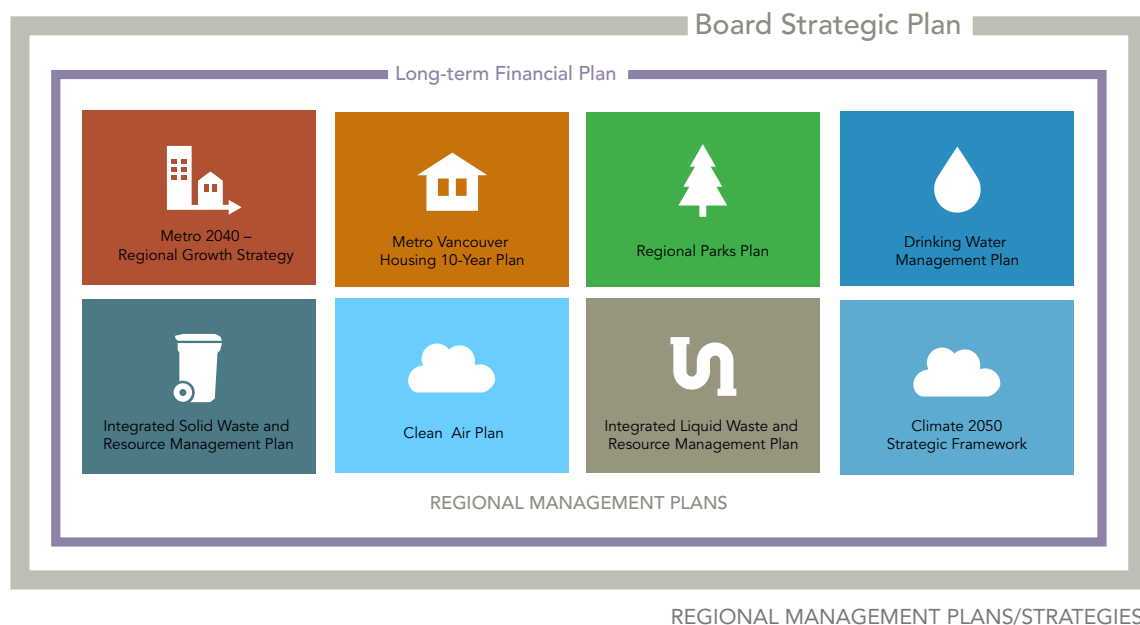 Board Strategic Plan
Long-term Financial Plan
Metro 2040 –
Regional Growth Strategy
Metro Vancouver
Housing 10-Year Plan
Regional Parks Plan
Drinking Water
Management Plan
Integrated Solid Waste and
Resource Management Plan
Clean Air Plan
Integrated Liquid Waste and
Resource Management Plan
Climate 2050
Strategic Framework
REGIONAL MANAGEMENT PLANS
REGIONAL MANAGEMENT PLANS/STRATEGIES